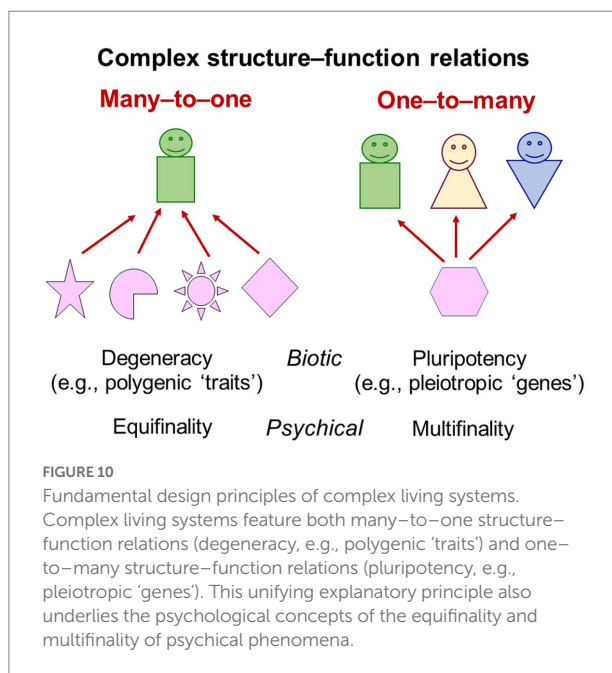 Complex structure–function relations
Many–to–one One–to–many
Degeneracy Biotic Pluripotency
(e.g., polygenic ‘traits’) (e.g., pleiotropic ‘genes’)
Equifinality Psychical Multifinality
FIGURE 10
Fundamental design principles of complex living systems.
Complex living systems feature both many–to–one structure–
function relations (degeneracy, e.g., polygenic ‘traits’) and one–
to–many structure–function relations (pluripotency, e.g.,
pleiotropic ‘genes’). This unifying explanatory principle also
underlies the psychological concepts of the equifinality and
multifinality of psychical phenomena.